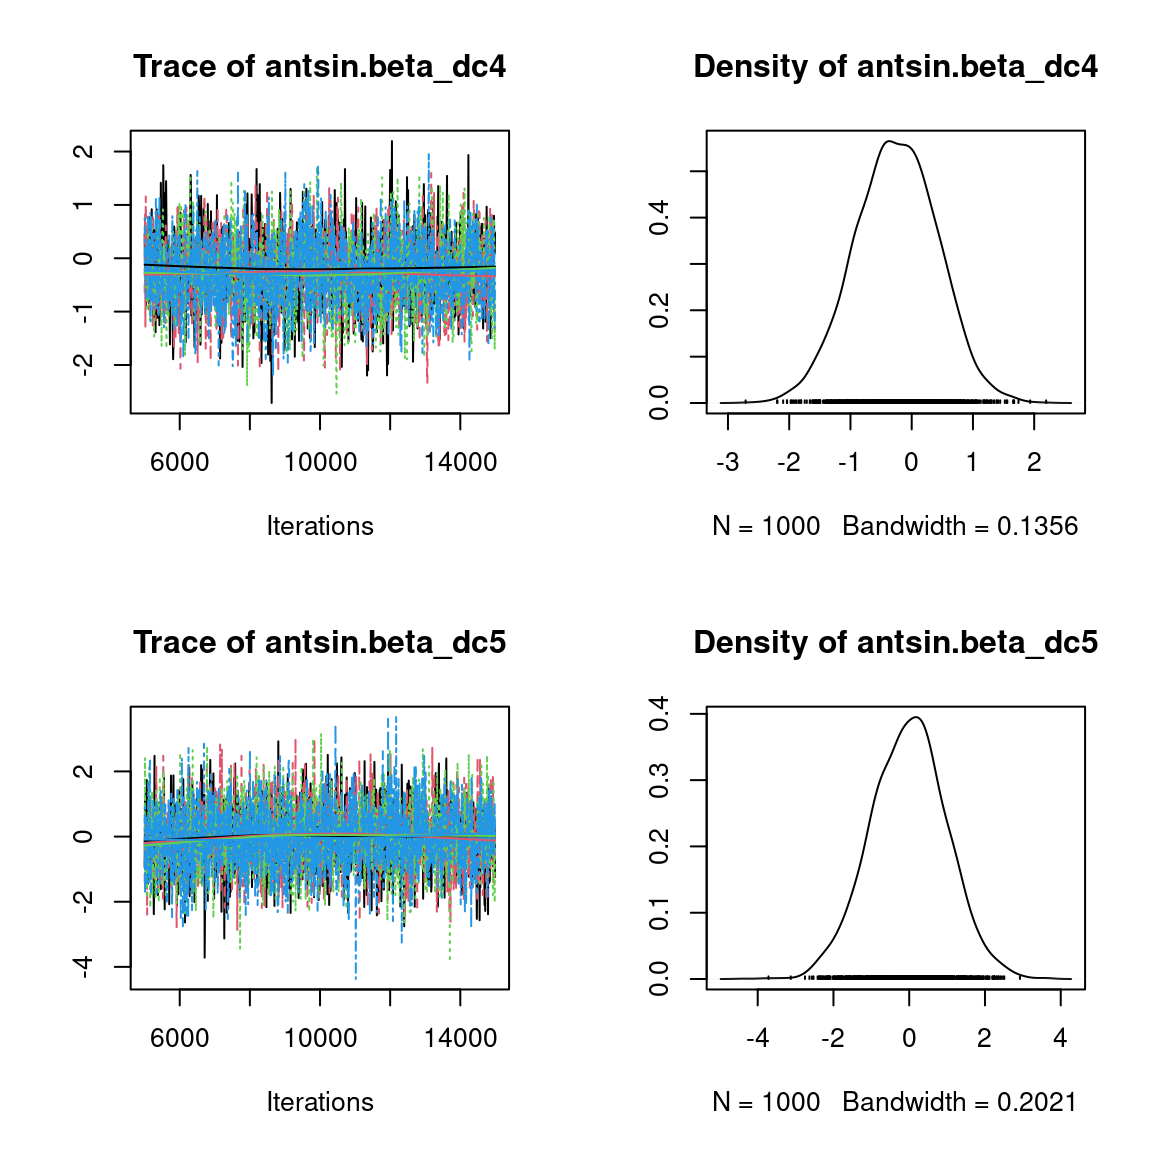 Trace of antsin.beta_dc4
2
1
0
-1
-2
6000 10000 14000
Iterations
Density of antsin.beta_dc4
0.4
0.2
0.0
-3 -2 -1 0 1 2
N = 1000 Bandwidth = 0.1356
Trace of antsin.beta_dc5
2
0
-2
-4
6000 10000 14000
Iterations
Density of antsin.beta_dc5
0.4
0.3
0.2
0.1
0.0
-4 -2 0 2 4
N = 1000 Bandwidth = 0.2021